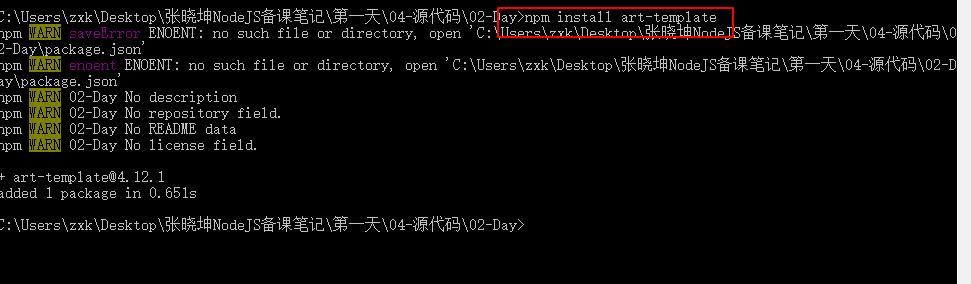 C:\Users\zxk\Desktop\张晓坤NodeJS备课笔记\第一天\04-源代码\02-Day>npm install art-template
npm WARN saveError ENOENT: no such file or directory, open 'C:\Users\zxk\Desktop\张晓坤NodeJS备课笔记\第一天\04-源代码\0
2-Day\package.json'
npm WARN enoent ENOENT: no such file or directory, open 'C:\Users\zxk\Desktop\张晓坤NodeJS备课笔记\第一天\04-源代码\02-D
ay\package.json'
npm WARN 02-Day No description
npm WARN 02-Day No repository field.
npm WARN 02-Day No README data
npm WARN 02-Day No license field.
+ art-template@4.12.1
added 1 package in 0.651s
C:\Users\zxk\Desktop\张晓坤NodeJS备课笔记\第一天\04-源代码\02-Day>